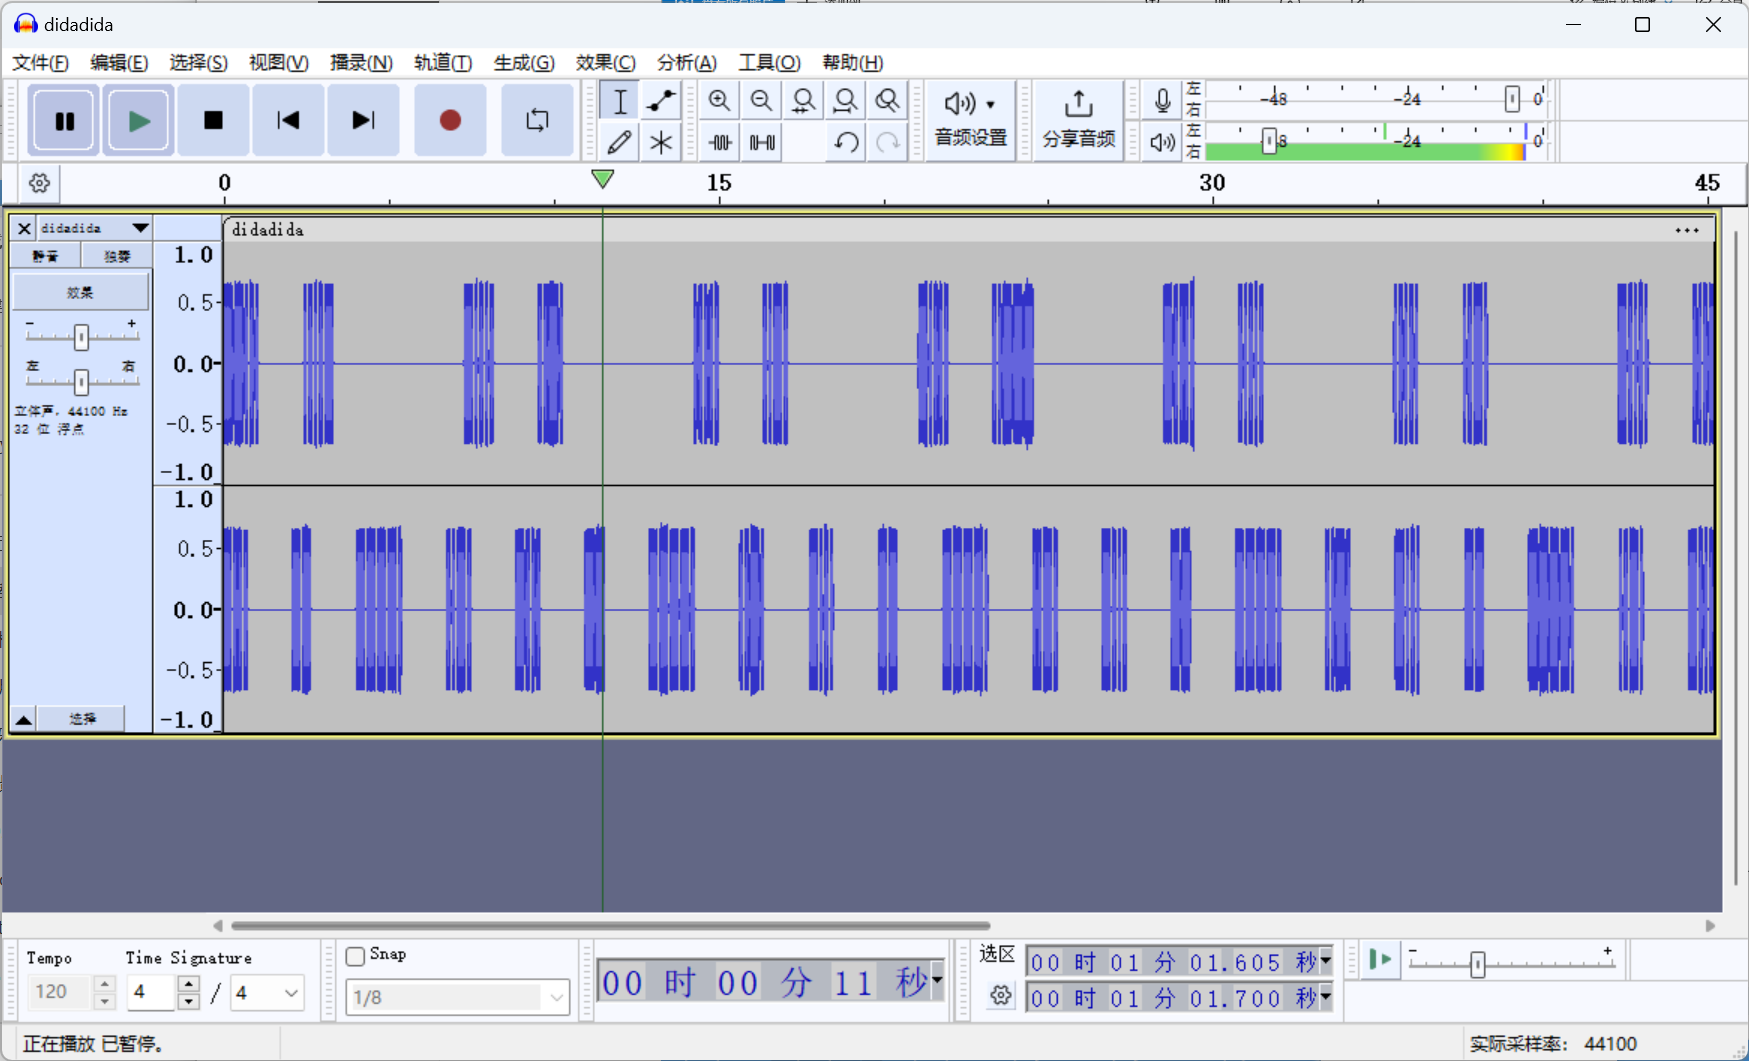 didadida
文件(F) 编辑(E) 选择(S) 视图(V) 播录(N) 轨道(T) 生成(G) 效果(C) 分析(A) 工具(O) 帮助(H)
音频设置
分享音频
左
右
-48 -24 0
左
右
-24 0
0 15 30 45
didadida
静音 独奏
效果
- +
左 右
立体声, 44100 Hz
32 位 浮点
选择
didadida
1.0
0.5
0.0
-0.5
-1.0
1.0
0.5
0.0
-0.5
-1.0
Tempo
120
Time Signature
4 / 4
Snap
1/8
00 时 00 分 11 秒
选区
00 时 01 分 01.605 秒
00 时 01 分 01.700 秒
- +
正在播放 已暂停。
实际采样率: 44100